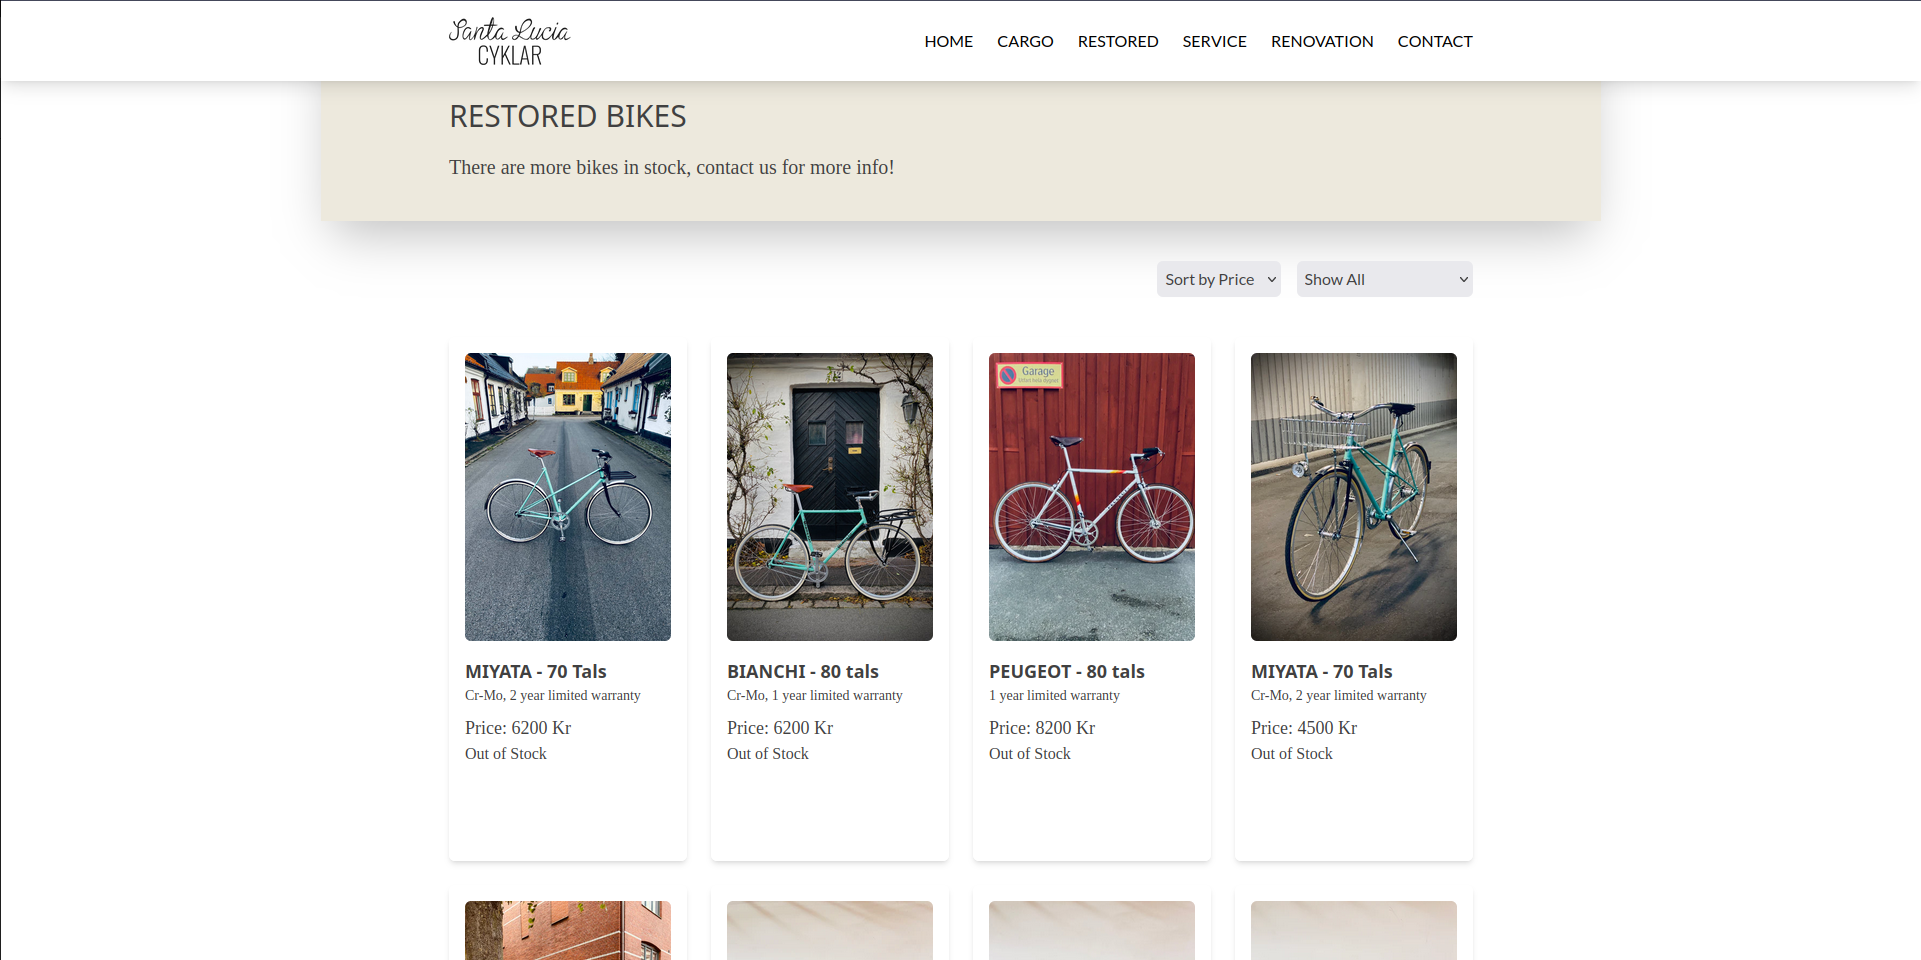 Santa Lucia
CYKLAR
HOME CARGO RESTORED SERVICE RENOVATION CONTACT
RESTORED BIKES
There are more bikes in stock, contact us for more info!
Sort by Price Show All
Garage
MIYATA - 70 Tals
Cr-Mo, 2 year limited warranty
Price: 6200 Kr
Out of Stock
BIANCHI - 80 tals
Cr-Mo, 1 year limited warranty
Price: 6200 Kr
Out of Stock
PEUGEOT - 80 tals
1 year limited warranty
Price: 8200 Kr
Out of Stock
MIYATA - 70 Tals
Cr-Mo, 2 year limited warranty
Price: 4500 Kr
Out of Stock